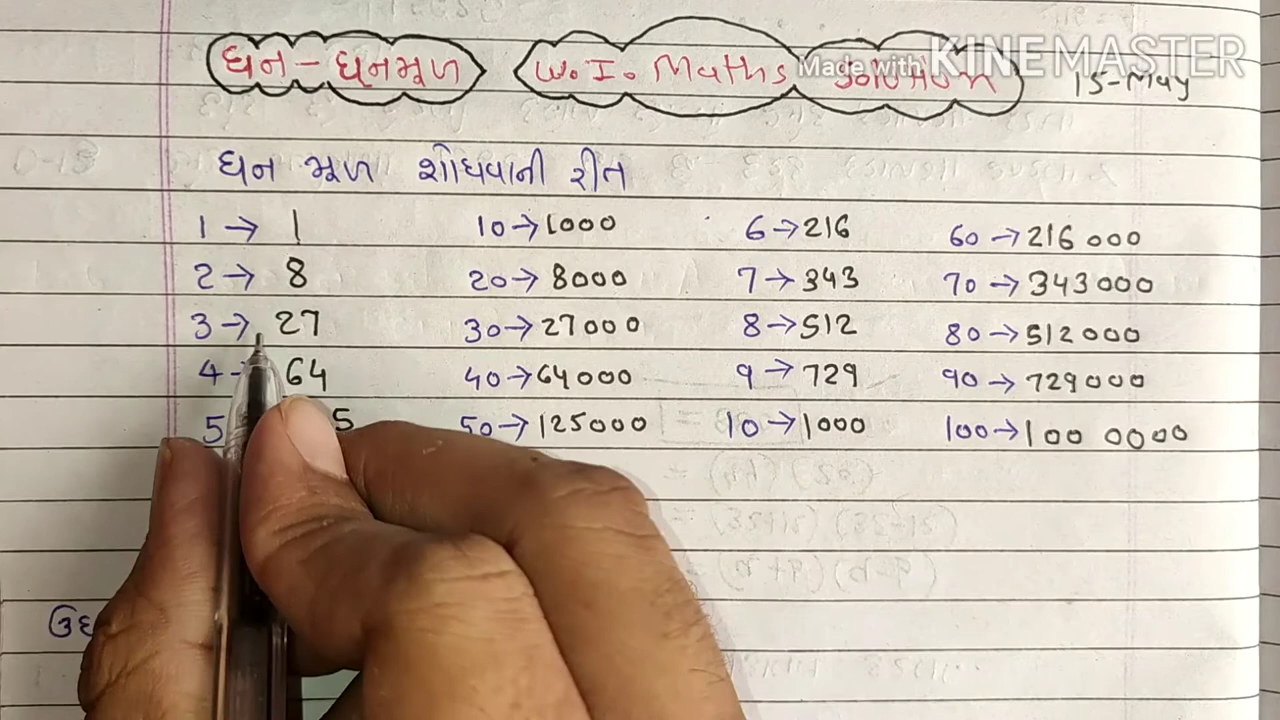 ઘન - ઘનમૂળ W. I. Maths Solution 15-May
Made with KINEMASTER
ઘન મૂળ શોધવાની રીત
1 → 1 10 → 1000 6 → 216 60 → 216 000
2 → 8 20 → 8000 7 → 343 70 → 343000
3 → 27 30 → 27000 8 → 512 80 → 512000
4 → 64 40 → 64000 9 → 729 90 → 729000
5 5 50 → 125000 10 → 1000 100 → 100 0000